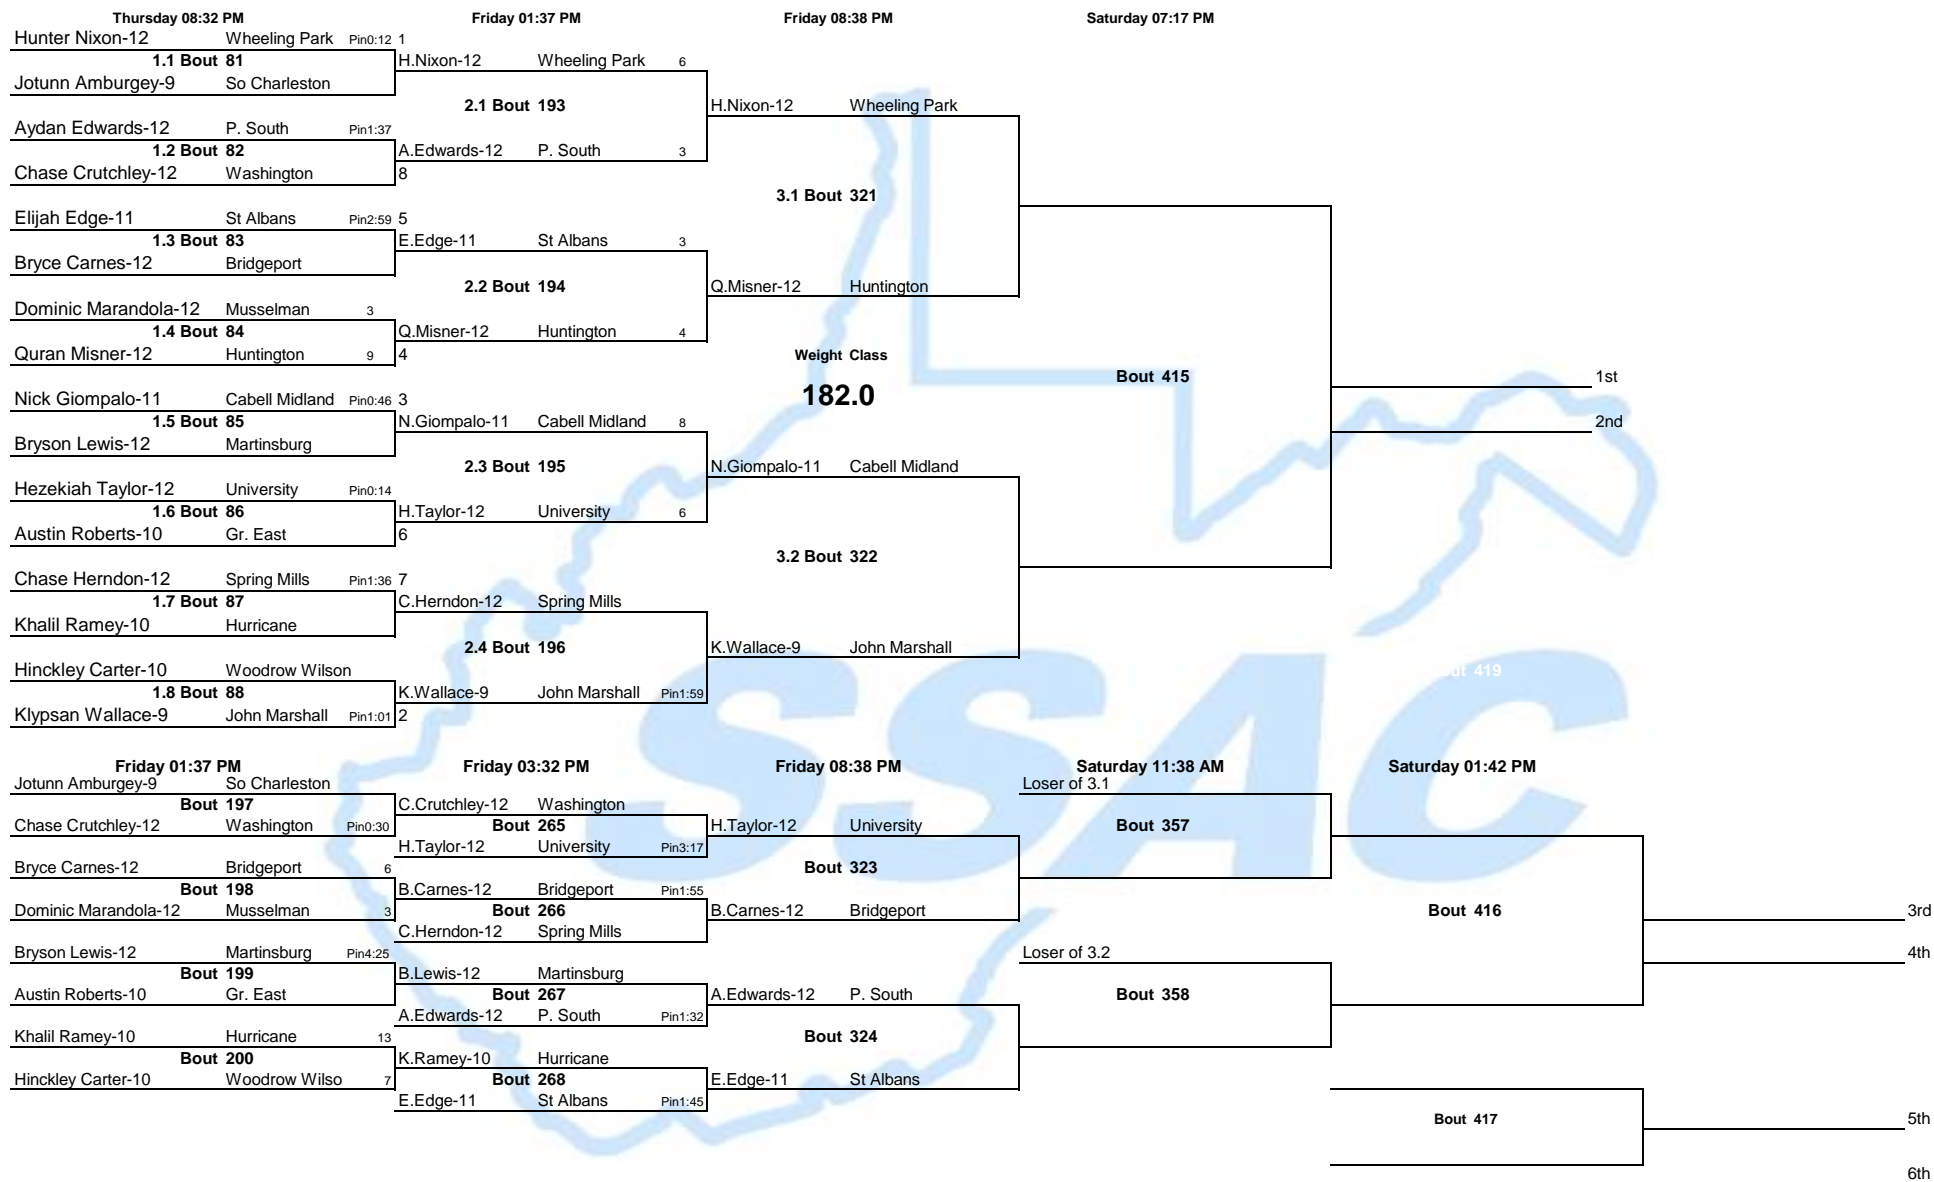 Thursday 08:32 PM Friday 01:37 PM Friday 08:38 PM Saturday 07:17 PM
Hunter Nixon-12 Wheeling Park Pin0:12 1
1.1 Bout 81 H.Nixon-12 Wheeling Park 6
Jotunn Amburgey-9 So Charleston
2.1 Bout 193 H.Nixon-12 Wheeling Park
Aydan Edwards-12 P. South Pin1:37
1.2 Bout 82 A.Edwards-12 P. South 3
Chase Crutchley-12 Washington 8
3.1 Bout 321
Elijah Edge-11 St Albans Pin2:59 5
1.3 Bout 83 E.Edge-11 St Albans 3
Bryce Carnes-12 Bridgeport
2.2 Bout 194 Q.Misner-12 Huntington
Dominic Marandola-12 Musselman 3
1.4 Bout 84 Q.Misner-12 Huntington 4
Quran Misner-12 Huntington 9 4
Weight Class
182.0
Bout 415 1st
2nd
Nick Giompalo-11 Cabell Midland Pin0:46 3
1.5 Bout 85 N.Giompalo-11 Cabell Midland 8
Bryson Lewis-12 Martinsburg
2.3 Bout 195 N.Giompalo-11 Cabell Midland
Hezekiah Taylor-12 University Pin0:14
1.6 Bout 86 H.Taylor-12 University 6
Austin Roberts-10 Gr. East 6
3.2 Bout 322
Chase Herndon-12 Spring Mills Pin1:36 7
1.7 Bout 87 C.Herndon-12 Spring Mills
Khalil Ramey-10 Hurricane
2.4 Bout 196 K.Wallace-9 John Marshall
Hinckley Carter-10 Woodrow Wilson
419
1.8 Bout 88 K.Wallace-9 John Marshall Pin1:59
Klypsan Wallace-9 John Marshall Pin1:01 2
SSAC
Friday 01:37 PM Friday 03:32 PM Friday 08:38 PM Saturday 11:38 AM Saturday 01:42 PM
Jotunn Amburgey-9 So Charleston Loser of 3.1
Bout 197 C.Crutchley-12 Washington
Chase Crutchley-12 Washington Pin0:30 Bout 265 H.Taylor-12 University Bout 357
H.Taylor-12 University Pin3:17
Bryce Carnes-12 Bridgeport 6 Bout 323
Bout 198 B.Carnes-12 Bridgeport Pin1:55
Dominic Marandola-12 Musselman 3 Bout 266 B.Carnes-12 Bridgeport Bout 416 3rd
C.Herndon-12 Spring Mills
Bryson Lewis-12 Martinsburg Pin4:25 Loser of 3.2 4th
Bout 199 B.Lewis-12 Martinsburg
Austin Roberts-10 Gr. East Bout 267 A.Edwards-12 P. South Bout 358
A.Edwards-12 P. South Pin1:32
Khalil Ramey-10 Hurricane 13 Bout 324
Bout 200 K.Ramey-10 Hurricane
Hinckley Carter-10 Woodrow Wilso 7 Bout 268 E.Edge-11 St Albans
E.Edge-11 St Albans Pin1:45
Bout 417 5th
6th